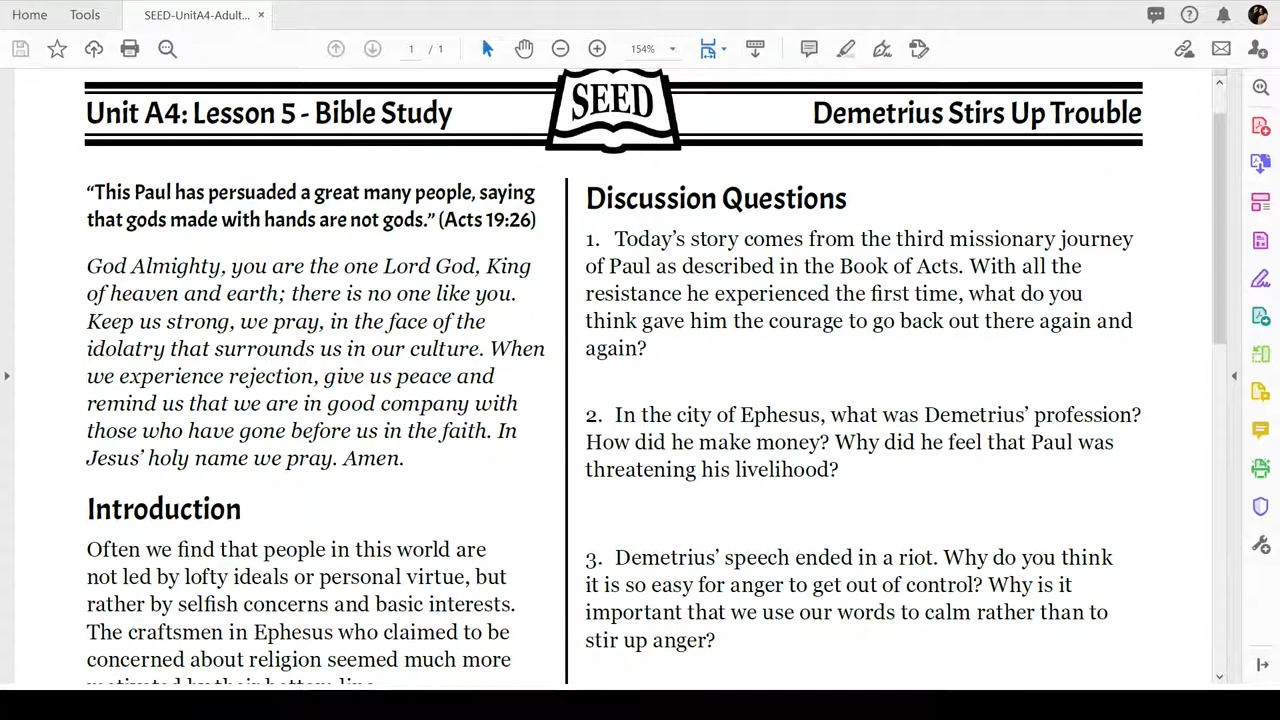 Home
Tools
SEED-UnitA4-Adult...
1 / 1
154%
Unit A4: Lesson 5 - Bible Study
SEED
Demetrius Stirs Up Trouble
“This Paul has persuaded a great many people, saying
that gods made with hands are not gods.” (Acts 19:26)
God Almighty, you are the one Lord God, King
of heaven and earth; there is no one like you.
Keep us strong, we pray, in the face of the
idolatry that surrounds us in our culture. When
we experience rejection, give us peace and
remind us that we are in good company with
those who have gone before us in the faith. In
Jesus’ holy name we pray. Amen.
Introduction
Often we find that people in this world are
not led by lofty ideals or personal virtue, but
rather by selfish concerns and basic interests.
The craftsmen in Ephesus who claimed to be
concerned about religion seemed much more
motivated by their bottom line.
Discussion Questions
1. Today’s story comes from the third missionary journey
of Paul as described in the Book of Acts. With all the
resistance he experienced the first time, what do you
think gave him the courage to go back out there again and
again?
2. In the city of Ephesus, what was Demetrius’ profession?
How did he make money? Why did he feel that Paul was
threatening his livelihood?
3. Demetrius’ speech ended in a riot. Why do you think
it is so easy for anger to get out of control? Why is it
important that we use our words to calm rather than to
stir up anger?